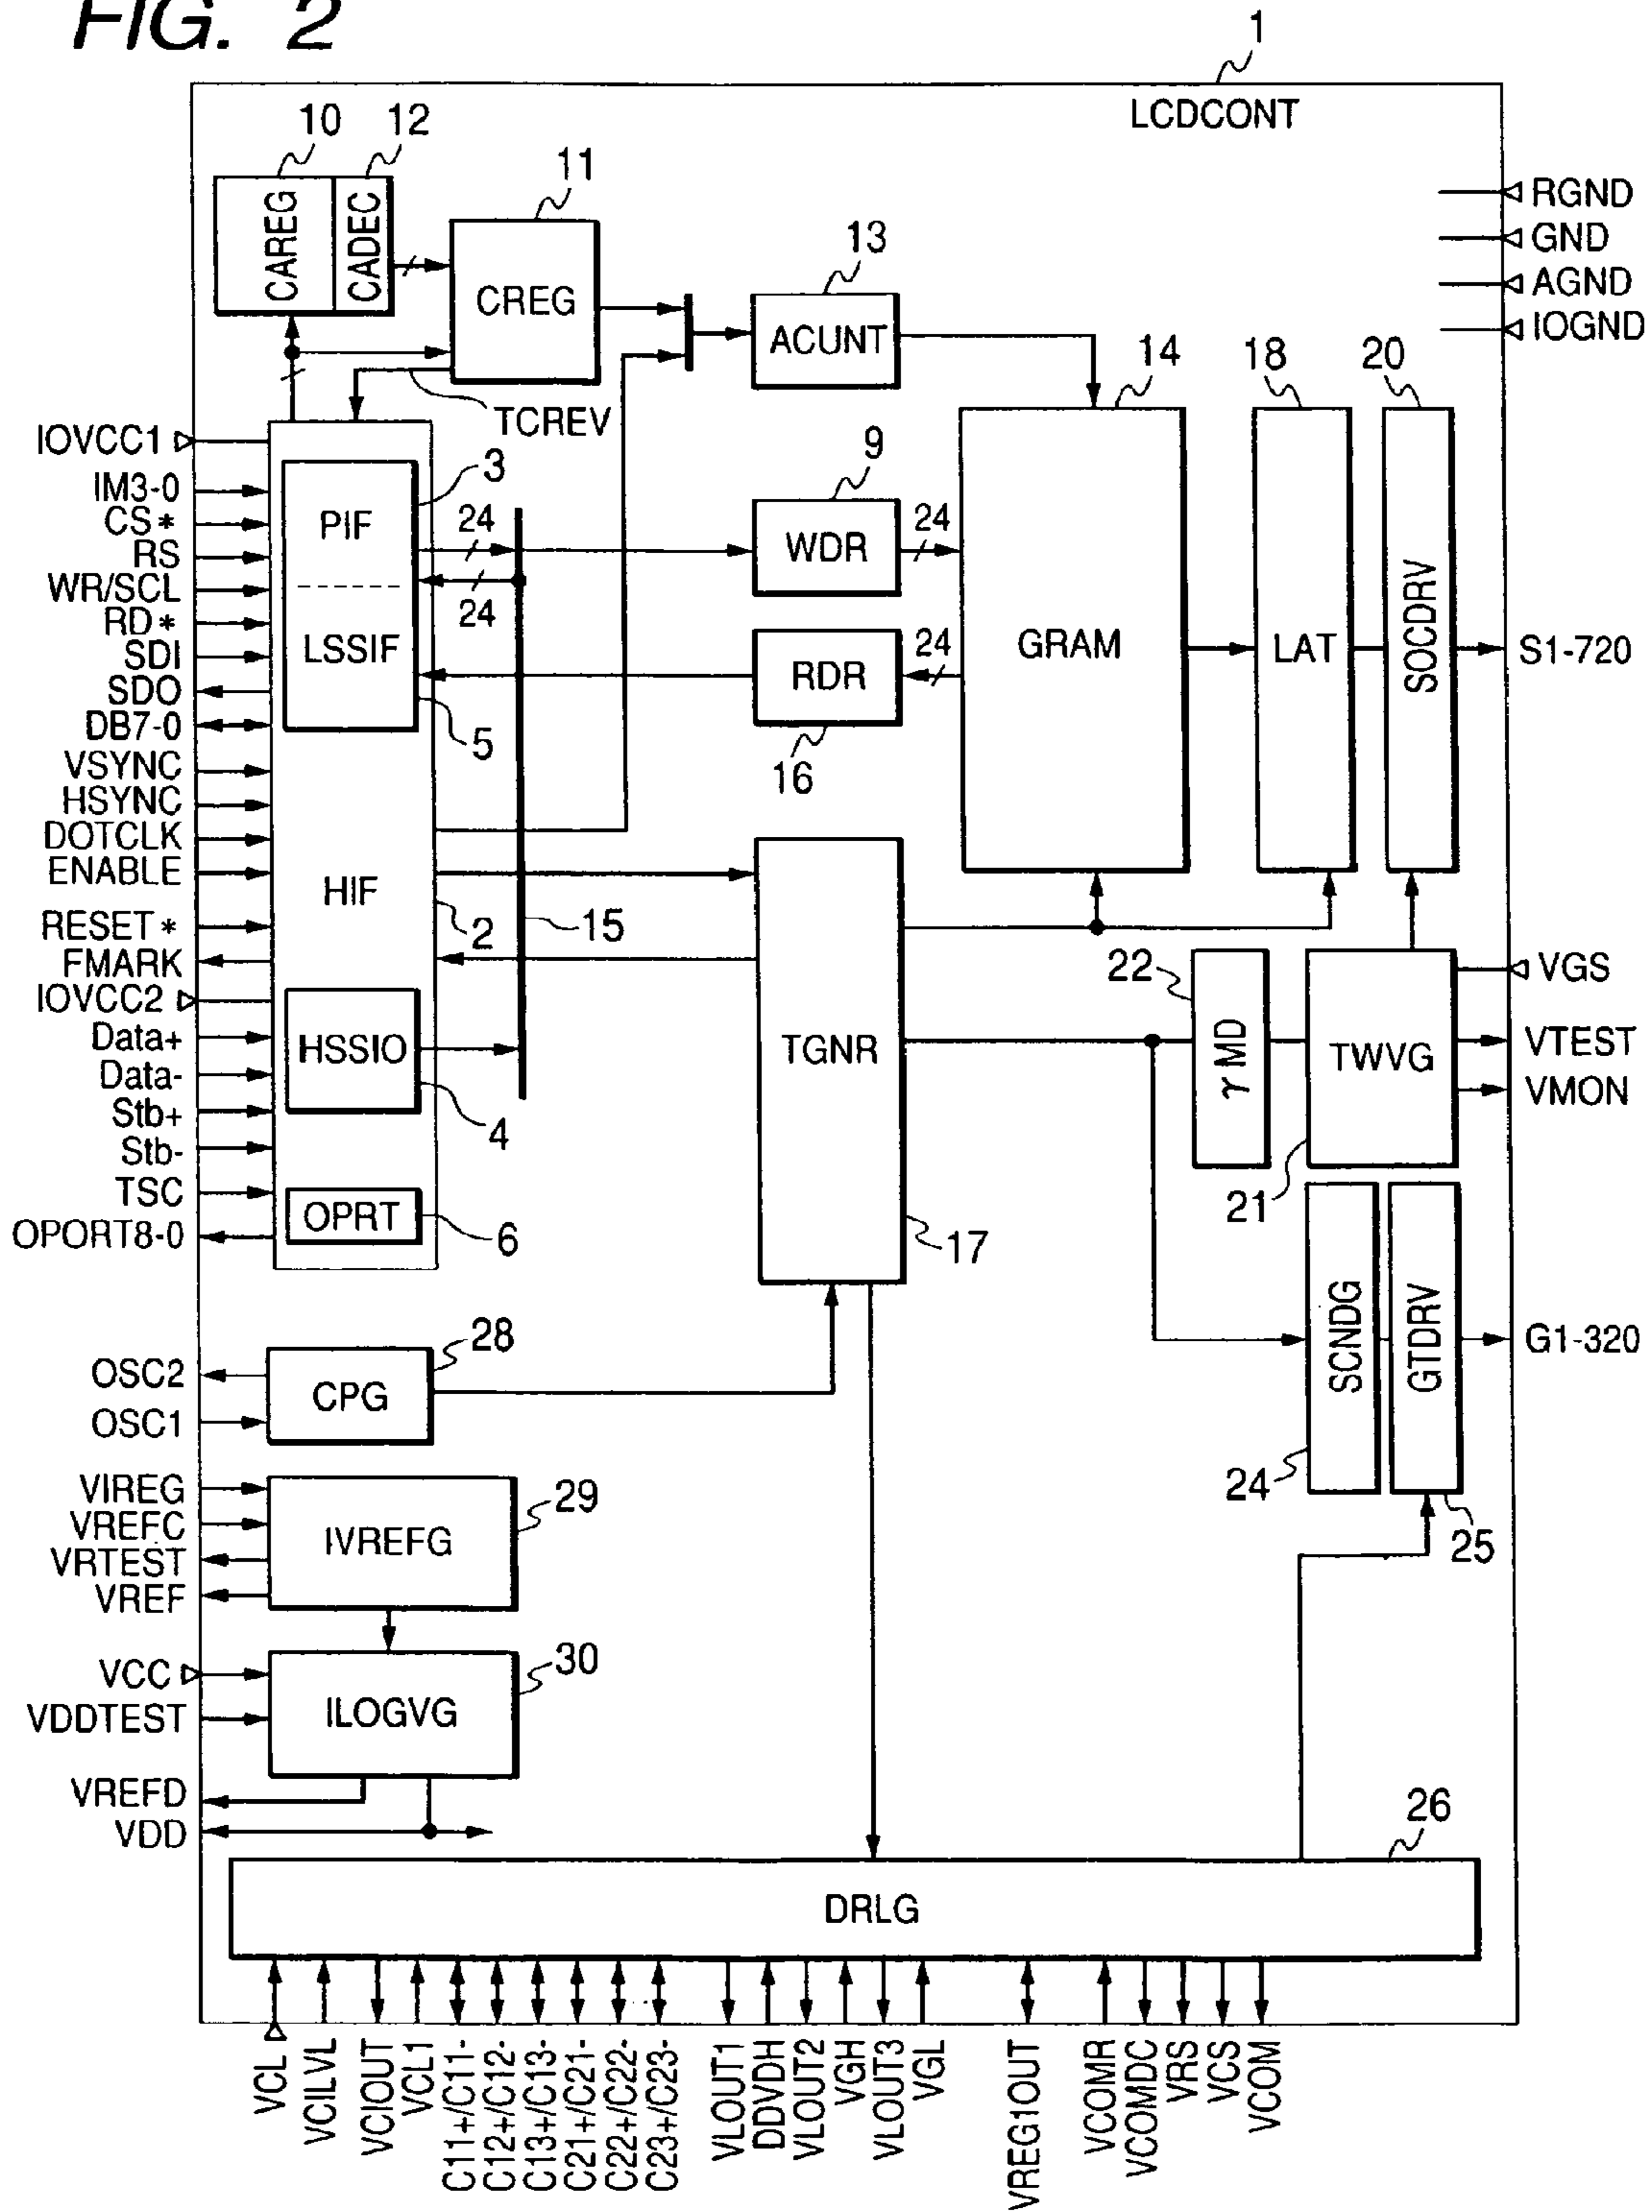 FIG. 2
1
LCDCONT
10
12
11
13
CAREG
CADEC
CREG
ACUNT
TCREV
RGND
GND
AGND
IOGND
14
18
20
IOVCC1
IM3-0
CS*
RS
WR/SCL
RD*
SDI
SDO
DB7-0
VSYNC
HSYNC
DOTCLK
ENABLE
RESET*
FMARK
IOVCC2
Data+
Data-
Stb+
Stb-
TSC
OPORT8-0
3
PIF
LSSIF
5
24
24
HIF
2
15
HSSIO
4
OPRT
6
9
WDR
24
RDR
24
16
GRAM
LAT
SOCDRV
S1-720
TGNR
17
22
γMD
TWVG
21
VGS
VTEST
VMON
SCNDG
GTDRV
G1-320
24
25
OSC2
OSC1
CPG
28
VIREG
VREFC
VRTEST
VREF
IVREFG
29
VCC
VDDTEST
ILOGVG
30
VREFD
VDD
26
DRLG
VCL
VCILVL
VCIOUT
VCL1
C11+/C11-
C12+/C12-
C13+/C13-
C21+/C21-
C22+/C22-
C23+/C23-
VLOUT1
DDVDH
VLOUT2
VGH
VLOUT3
VGL
VREG1OUT
VCOMR
VCOMDC
VRS
VCS
VCOM